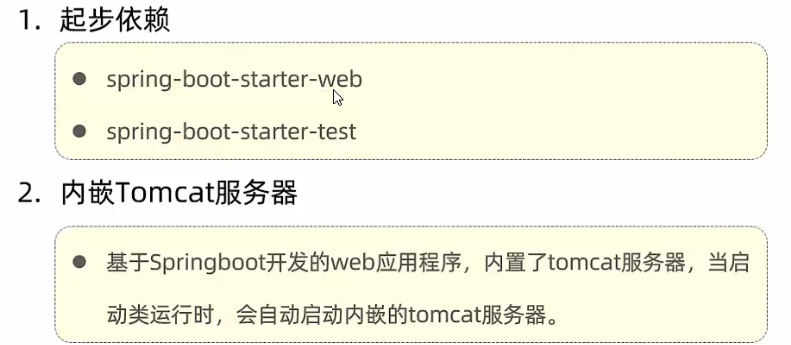 1. 起步依赖
● spring-boot-starter-web
● spring-boot-starter-test
2. 内嵌Tomcat服务器
● 基于Springboot开发的web应用程序，内置了tomcat服务器，当启
动类运行时，会自动启动内嵌的tomcat服务器。